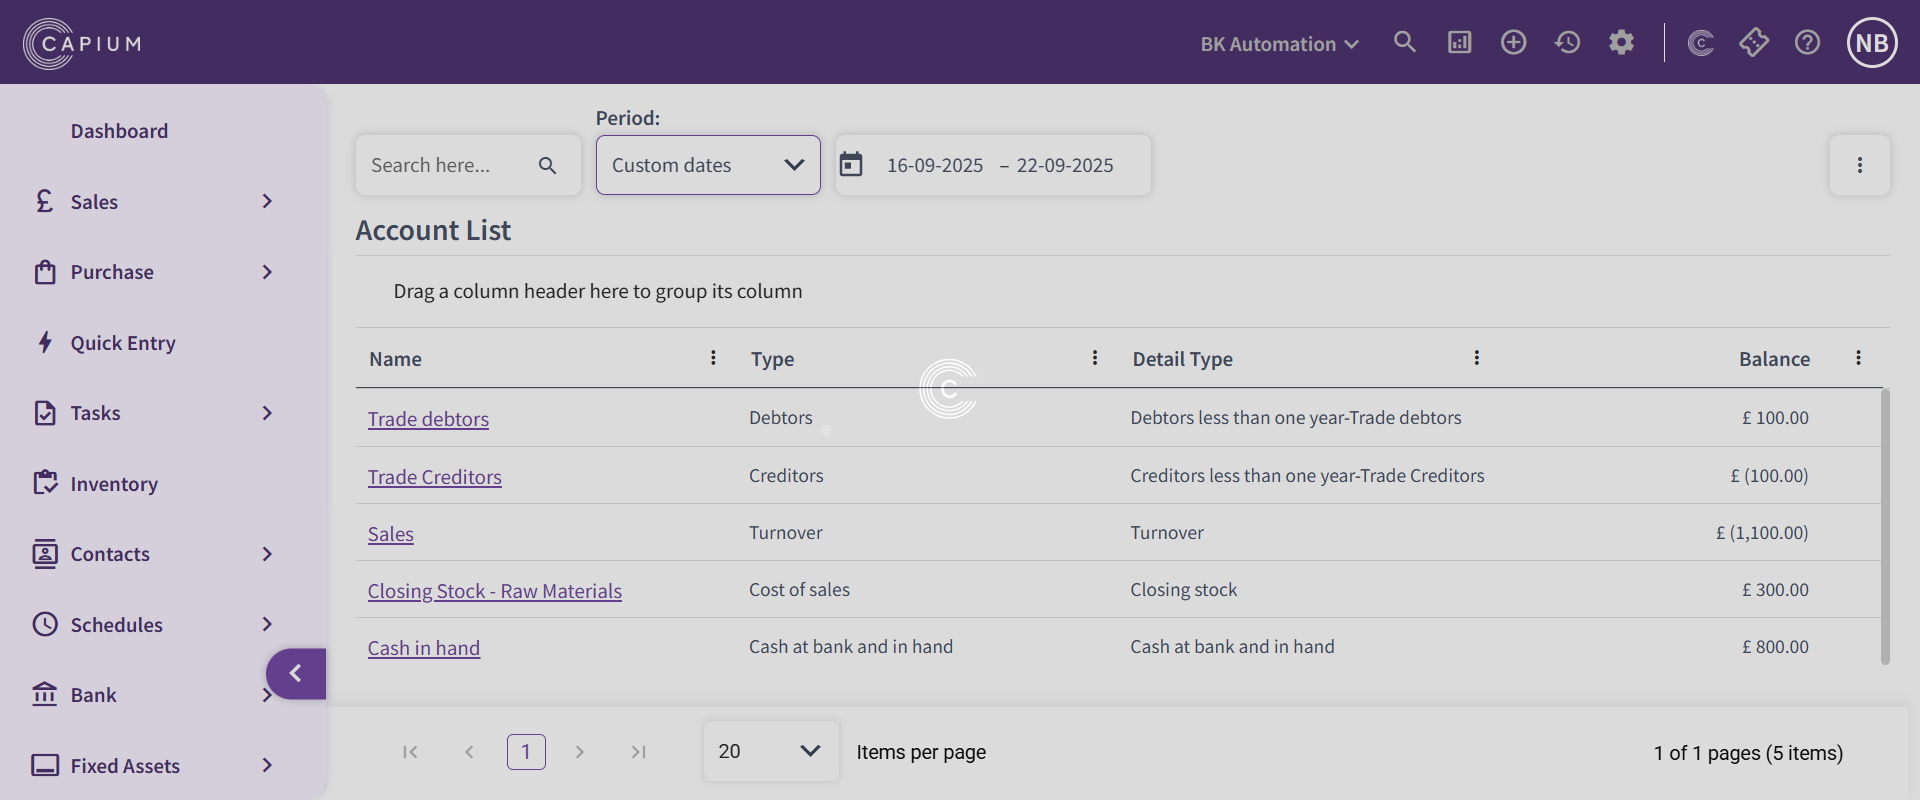 CAPIUM
BK Automation
NB
Dashboard
Sales
Purchase
Quick Entry
Tasks
Inventory
Contacts
Schedules
Bank
Fixed Assets
Period:
Search here...
Custom dates
16-09-2025 – 22-09-2025
Account List
Drag a column header here to group its column
Name Type Detail Type Balance
Trade debtors Debtors Debtors less than one year-Trade debtors £ 100.00
Trade Creditors Creditors Creditors less than one year-Trade Creditors £ (100.00)
Sales Turnover Turnover £ (1,100.00)
Closing Stock - Raw Materials Cost of sales Closing stock £ 300.00
Cash in hand Cash at bank and in hand Cash at bank and in hand £ 800.00
1 20 Items per page 1 of 1 pages (5 items)